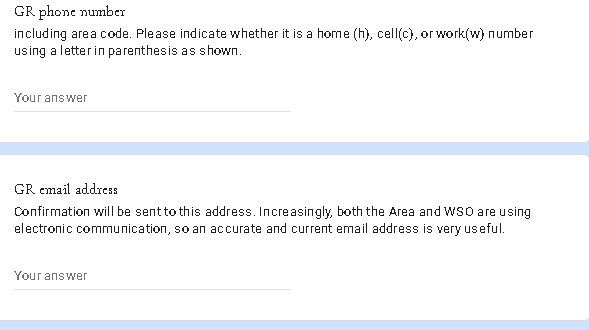 GR phone number
including area code. Please indicate whether it is a home (h), cell(c), or work(w) number
using a letter in parenthesis as shown.
Your answer
GR email address
Confirmation will be sent to this address. Increasingly, both the Area and WSO are using
electronic communication, so an accurate and current email address is very useful.
Your answer